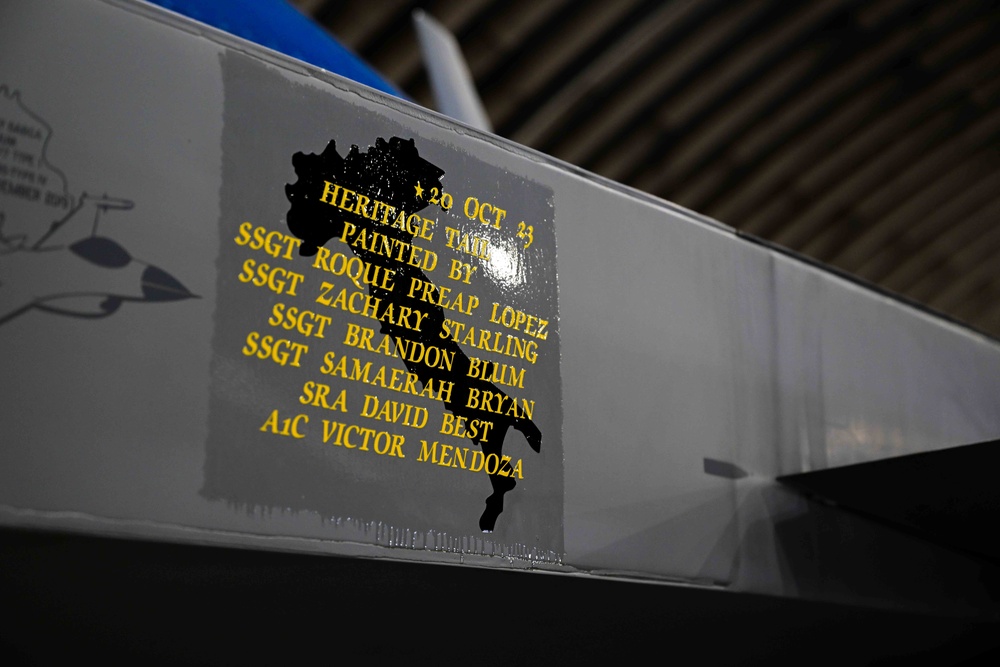 ★20 OCT 23
HERITAGE TAIL
PAINTED BY
SSGT ROQUE PREAP LOPEZ
SSGT ZACHARY STARLING
SSGT BRANDON BLUM
SSGT SAMAERAH BRYAN
SRA DAVID BEST
A1C VICTOR MENDOZA